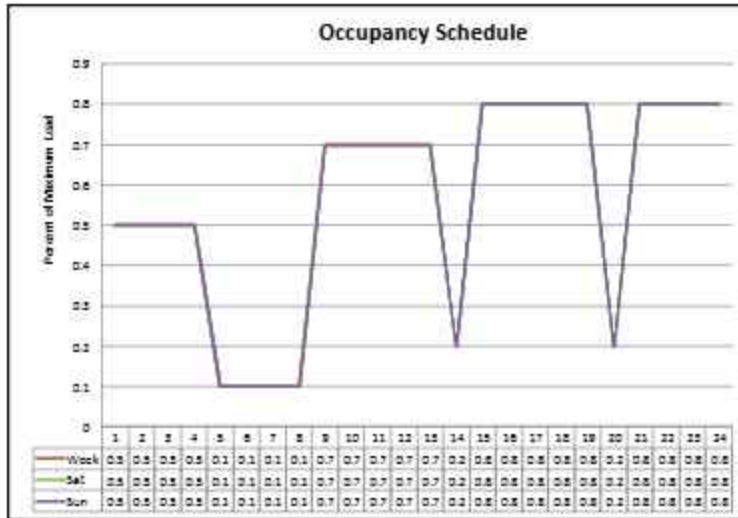 Occupancy Schedule
Percent of Maximum Load
0.9
0.8
0.7
0.6
0.5
0.4
0.3
0.2
0.1
0
1 2 3 4 5 6 7 8 9 10 11 12 13 14 15 16 17 18 19 20 21 22 23 24
Week 0.5 0.5 0.5 0.5 0.1 0.1 0.1 0.1 0.7 0.7 0.7 0.7 0.7 0.2 0.8 0.8 0.8 0.8 0.8 0.2 0.8 0.8 0.8 0.8
Sat 0.5 0.5 0.5 0.5 0.1 0.1 0.1 0.1 0.7 0.7 0.7 0.7 0.7 0.2 0.8 0.8 0.8 0.8 0.8 0.2 0.8 0.8 0.8 0.8
Sun 0.5 0.5 0.5 0.5 0.1 0.1 0.1 0.1 0.7 0.7 0.7 0.7 0.7 0.2 0.8 0.8 0.8 0.8 0.8 0.2 0.8 0.8 0.8 0.8